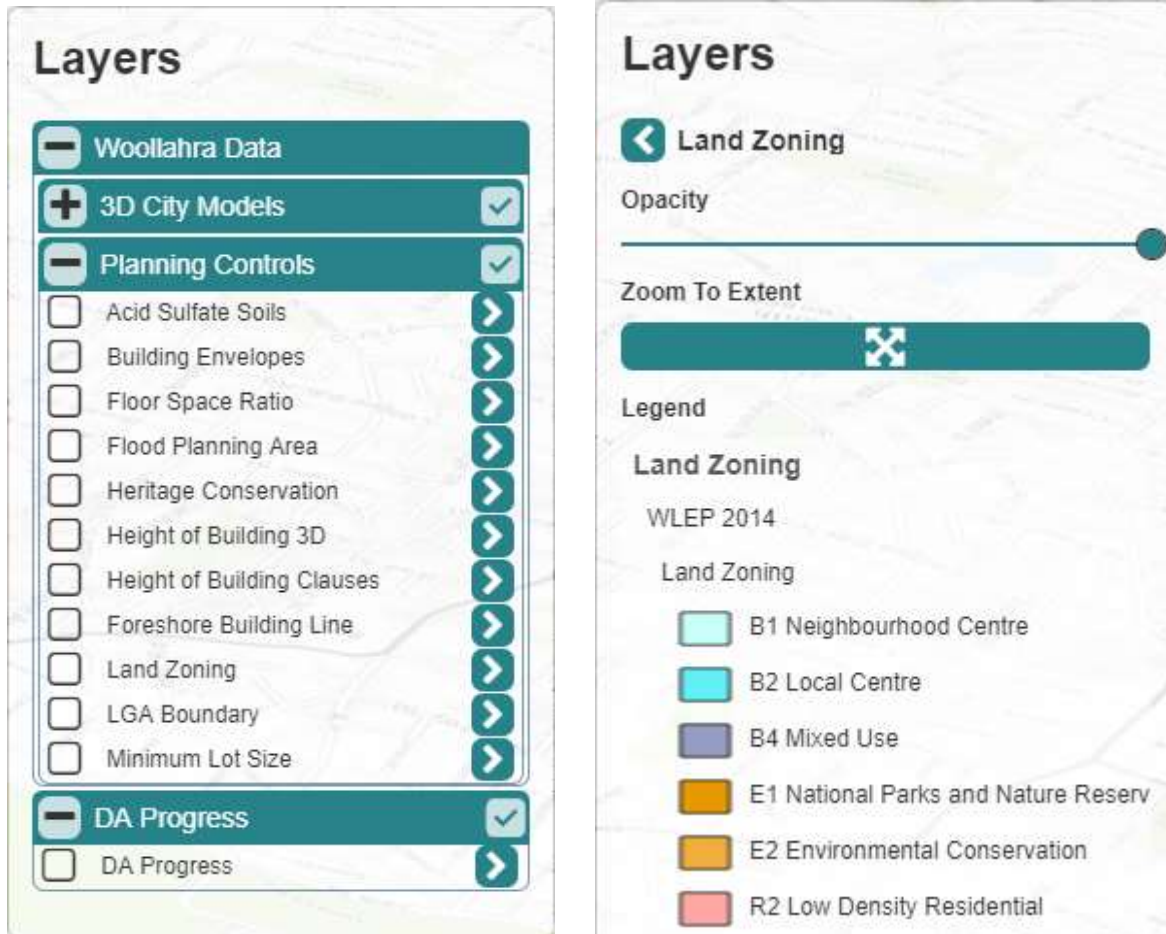 Layers
Woollahra Data
3D City Models
Planning Controls
Acid Sulfate Soils
Building Envelopes
Floor Space Ratio
Flood Planning Area
Heritage Conservation
Height of Building 3D
Height of Building Clauses
Foreshore Building Line
Land Zoning
LGA Boundary
Minimum Lot Size
DA Progress
DA Progress
Layers
Land Zoning
Opacity
Zoom To Extent
Legend
Land Zoning
WLEP 2014
Land Zoning
B1 Neighbourhood Centre
B2 Local Centre
B4 Mixed Use
E1 National Parks and Nature Reserv
E2 Environmental Conservation
R2 Low Density Residential